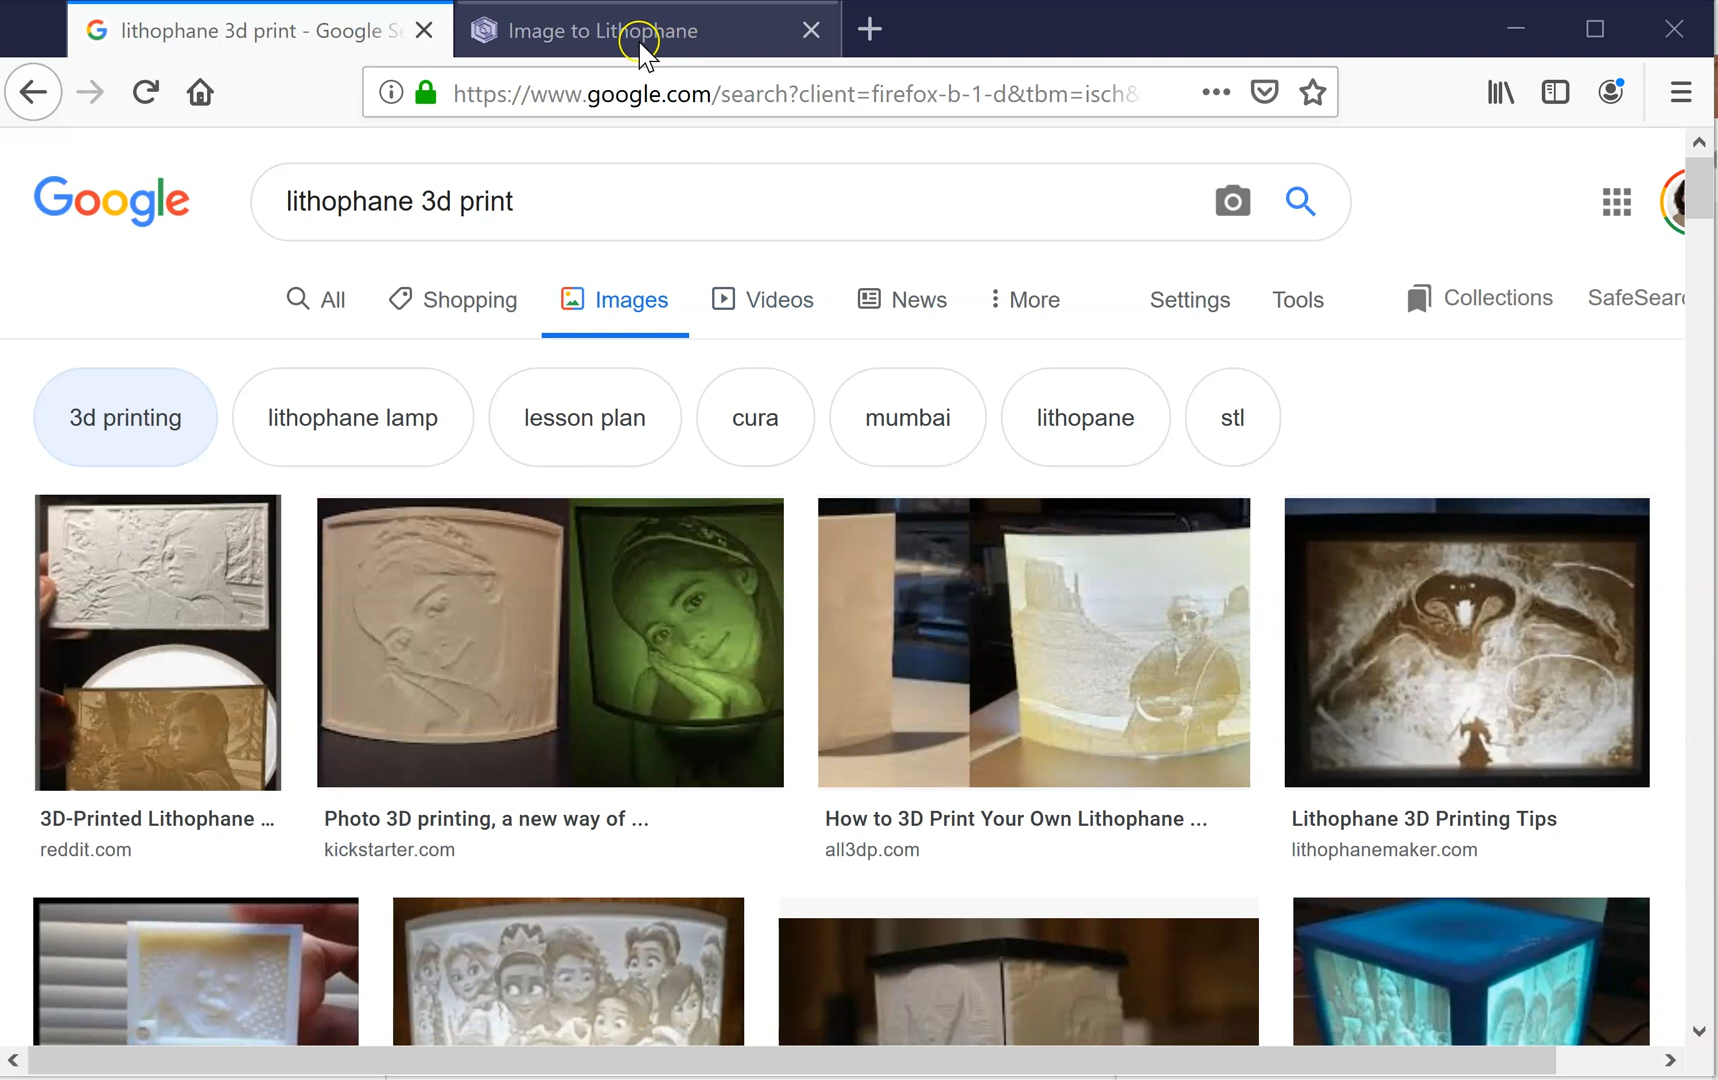 lithophane 3d print - Google S
Image to Lithophane
https://www.google.com/search?client=firefox-b-1-d&tbm=isch&
Google
lithophane 3d print
All
Shopping
Images
Videos
News
More
Settings
Tools
Collections
SafeSearc
3d printing
lithophane lamp
lesson plan
cura
mumbai
lithopane
stl
3D-Printed Lithophane ...
Photo 3D printing, a new way of ...
How to 3D Print Your Own Lithophane ...
Lithophane 3D Printing Tips
reddit.com
kickstarter.com
all3dp.com
lithophanemaker.com